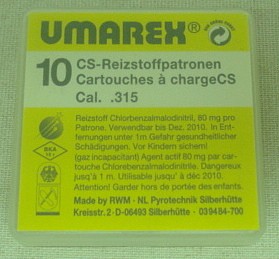 UMAREX®
10 CS-Reizstoffpatronen
Cartouches à chargeCS
Cal. .315
Reizstoff Chlorbenzalmalodinitril, 80 mg pro
Patrone. Verwendbar bis Dez. 2010. In Ent-
fernungen unter 1m Gefahr gesundheitlicher
Schädigungen. Vor Kindern sichern!
(gaz incapacitant) Agent actif 80 mg par car-
touche Chlorebenzalmalodinitrile. Dangereux
jusqu'à 1 m. Utilisable jusqu' à déc 2010.
Attention! Garder hors de portée des enfants.
BKA
Made by RWM · NL Pyrotechnik Silberhütte
Kreisstr. 2 · D-06493 Silberhütte · 039484-700